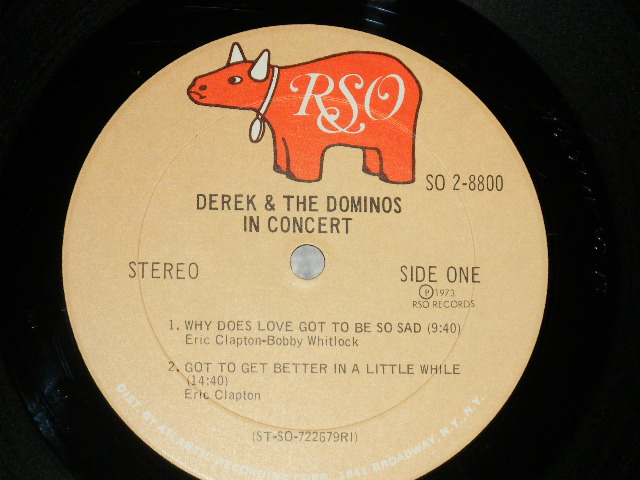 RSO
SO 2-8800
DEREK & THE DOMINOS
IN CONCERT
STEREO
SIDE ONE
℗1973
RSO RECORDS
1. WHY DOES LOVE GOT TO BE SO SAD (9:40)
Eric Clapton-Bobby Whitlock
2. GOT TO GET BETTER IN A LITTLE WHILE
(14:40)
Eric Clapton
(ST-SO-722679RI)
DIST. BY ATLANTIC RECORDING CORP. 1841 BROADWAY, N.Y., N.Y.